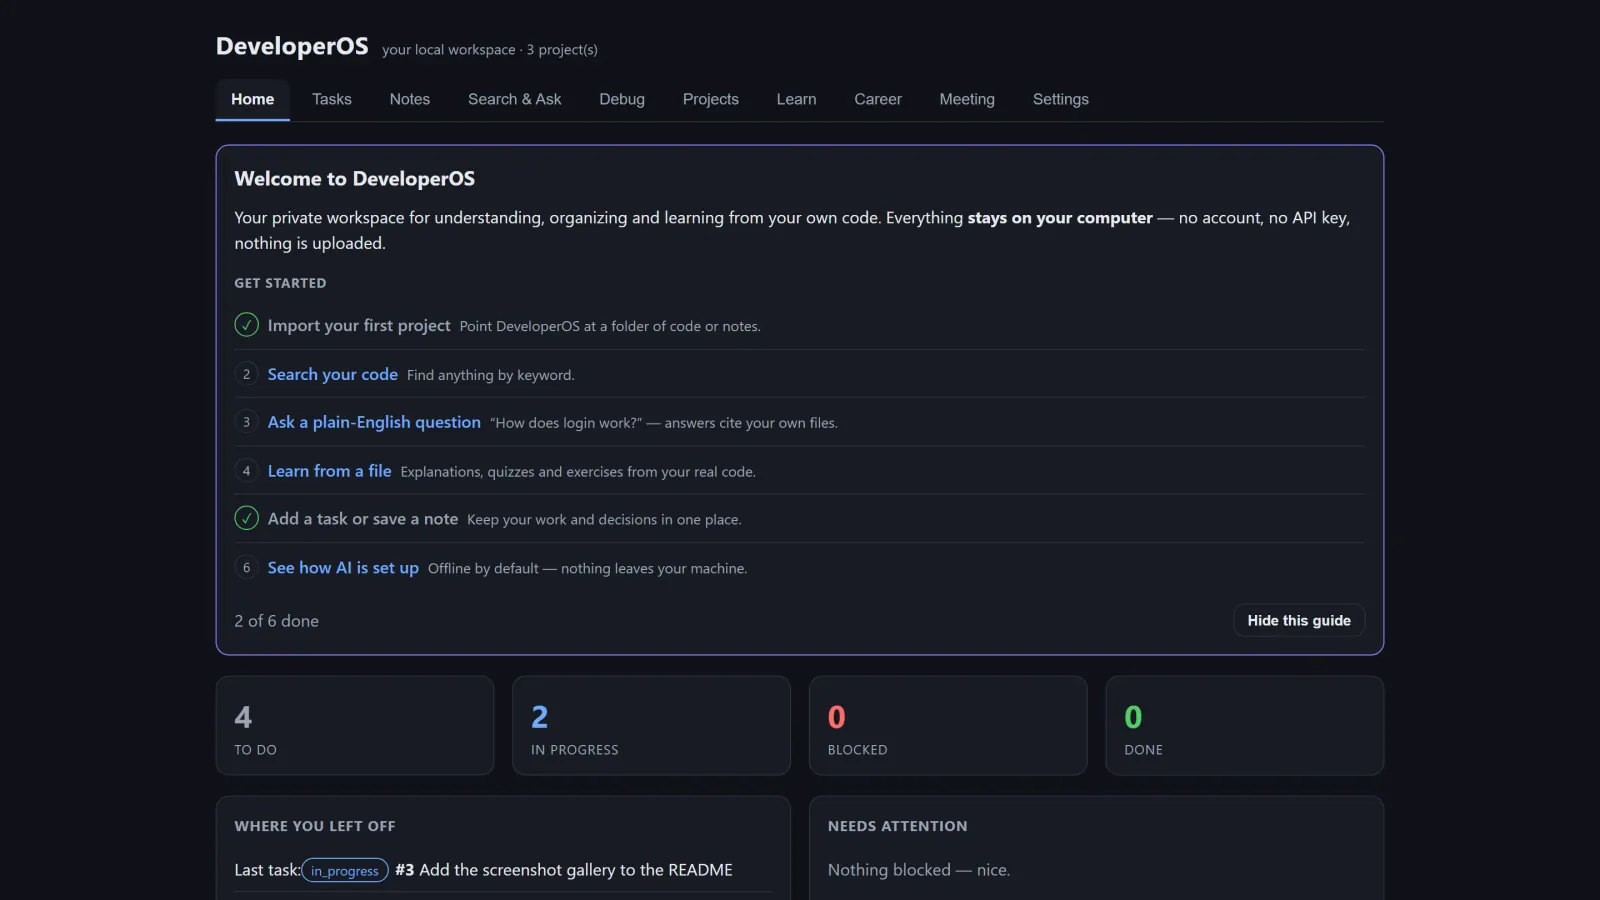 DeveloperOS your local workspace · 3 project(s)
Home Tasks Notes Search & Ask Debug Projects Learn Career Meeting Settings
Welcome to DeveloperOS
Your private workspace for understanding, organizing and learning from your own code. Everything stays on your computer — no account, no API key,
nothing is uploaded.
GET STARTED
✓ Import your first project Point DeveloperOS at a folder of code or notes.
2 Search your code Find anything by keyword.
3 Ask a plain-English question “How does login work?” — answers cite your own files.
4 Learn from a file Explanations, quizzes and exercises from your real code.
✓ Add a task or save a note Keep your work and decisions in one place.
6 See how AI is set up Offline by default — nothing leaves your machine.
2 of 6 done Hide this guide
4 2 0 0
TO DO IN PROGRESS BLOCKED DONE
WHERE YOU LEFT OFF
Last task: in_progress #3 Add the screenshot gallery to the README
NEEDS ATTENTION
Nothing blocked — nice.